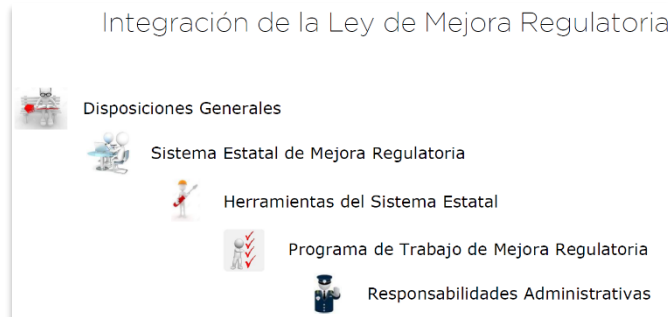 Integración de la Ley de Mejora Regulatoria
Disposiciones Generales
Sistema Estatal de Mejora Regulatoria
Herramientas del Sistema Estatal
Programa de Trabajo de Mejora Regulatoria
Responsabilidades Administrativas